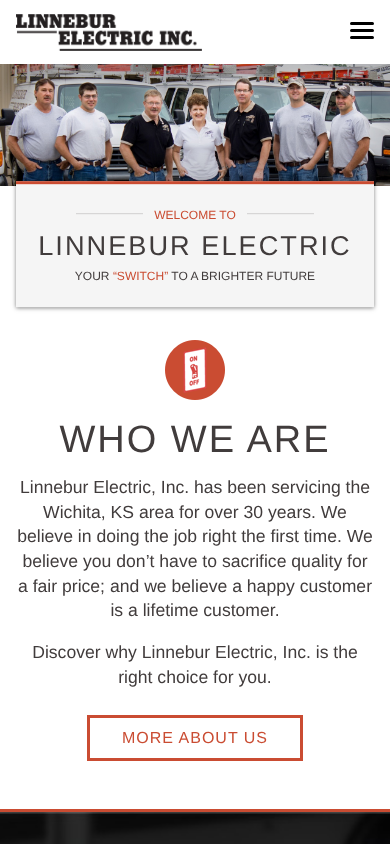 LINNEBUR
ELECTRIC INC.
WELCOME TO
LINNEBUR ELECTRIC
YOUR “SWITCH” TO A BRIGHTER FUTURE
ON
OFF
WHO WE ARE
Linnebur Electric, Inc. has been servicing the
Wichita, KS area for over 30 years. We
believe in doing the job right the first time. We
believe you don’t have to sacrifice quality for
a fair price; and we believe a happy customer
is a lifetime customer.
Discover why Linnebur Electric, Inc. is the
right choice for you.
MORE ABOUT US